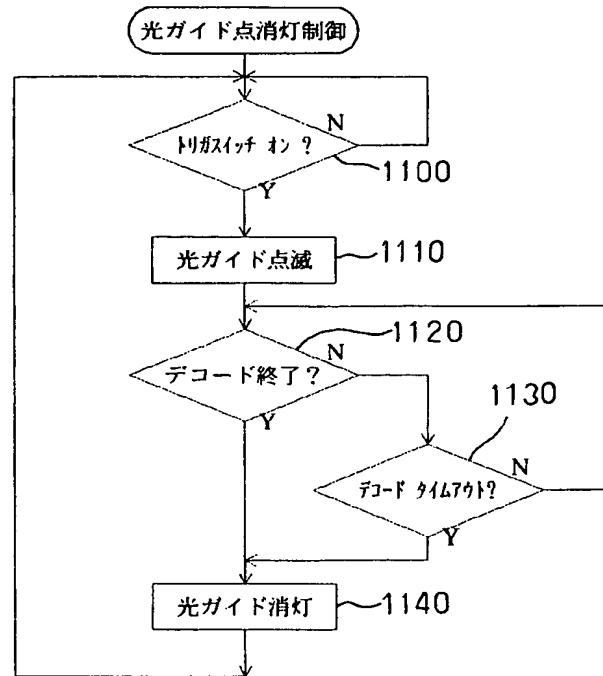 光ガイド点消灯制御
トリガスイッチ オン ?
N
1100
Y
光ガイド点滅
1110
デコード終了?
N
1120
Y
デコード タイムアウト?
1130
N
Y
光ガイド消灯
1140